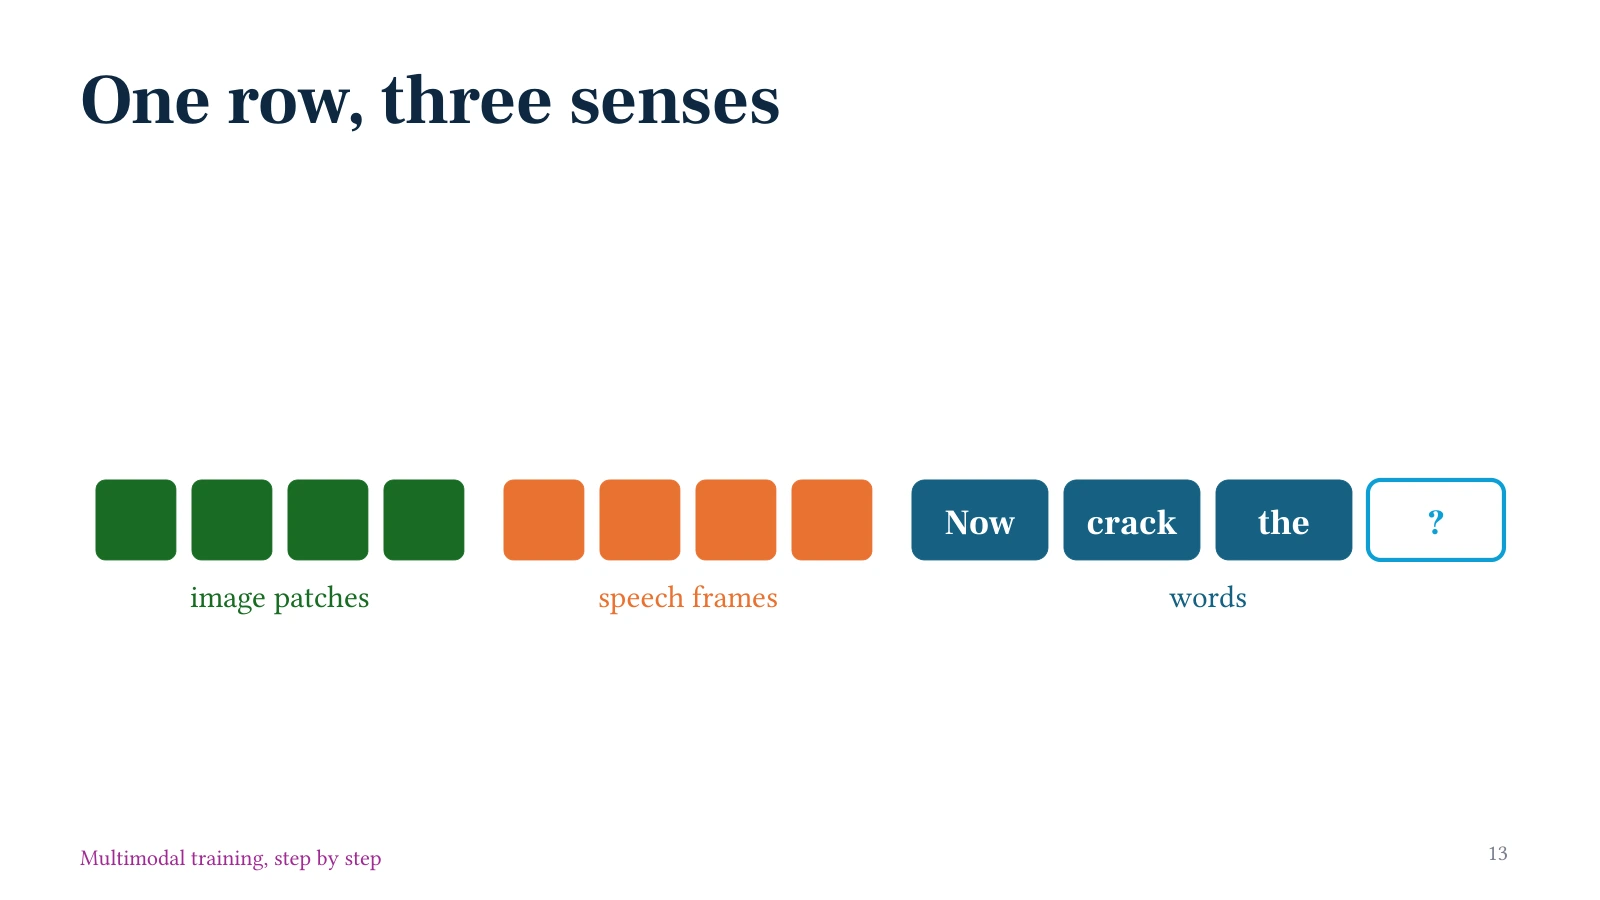 One row, three senses
Now crack the ?
image patches speech frames words
Multimodal training, step by step
13